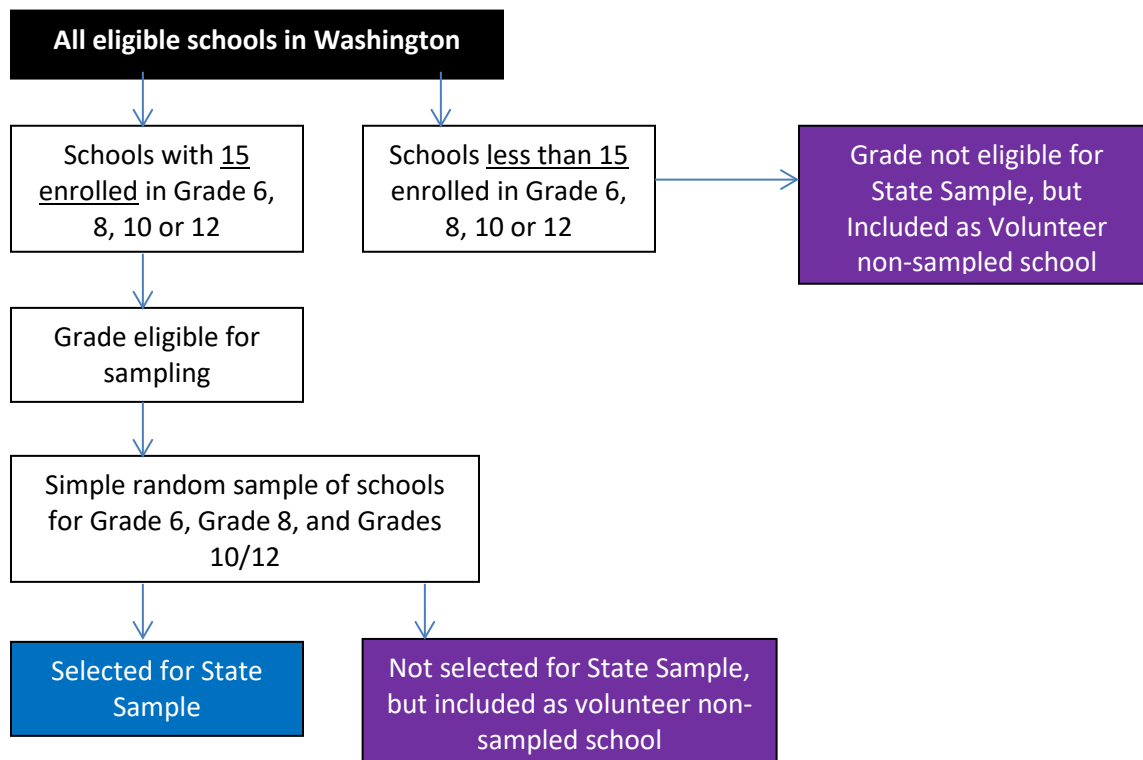 All eligible schools in Washington
Schools with 15
enrolled in Grade 6,
8, 10 or 12
Schools less than 15
enrolled in Grade 6,
8, 10 or 12
Grade not eligible for
State Sample, but
Included as Volunteer
non-sampled school
Grade eligible for
sampling
Simple random sample of schools
for Grade 6, Grade 8, and Grades
10/12
Selected for State
Sample
Not selected for State Sample,
but included as volunteer non-
sampled school